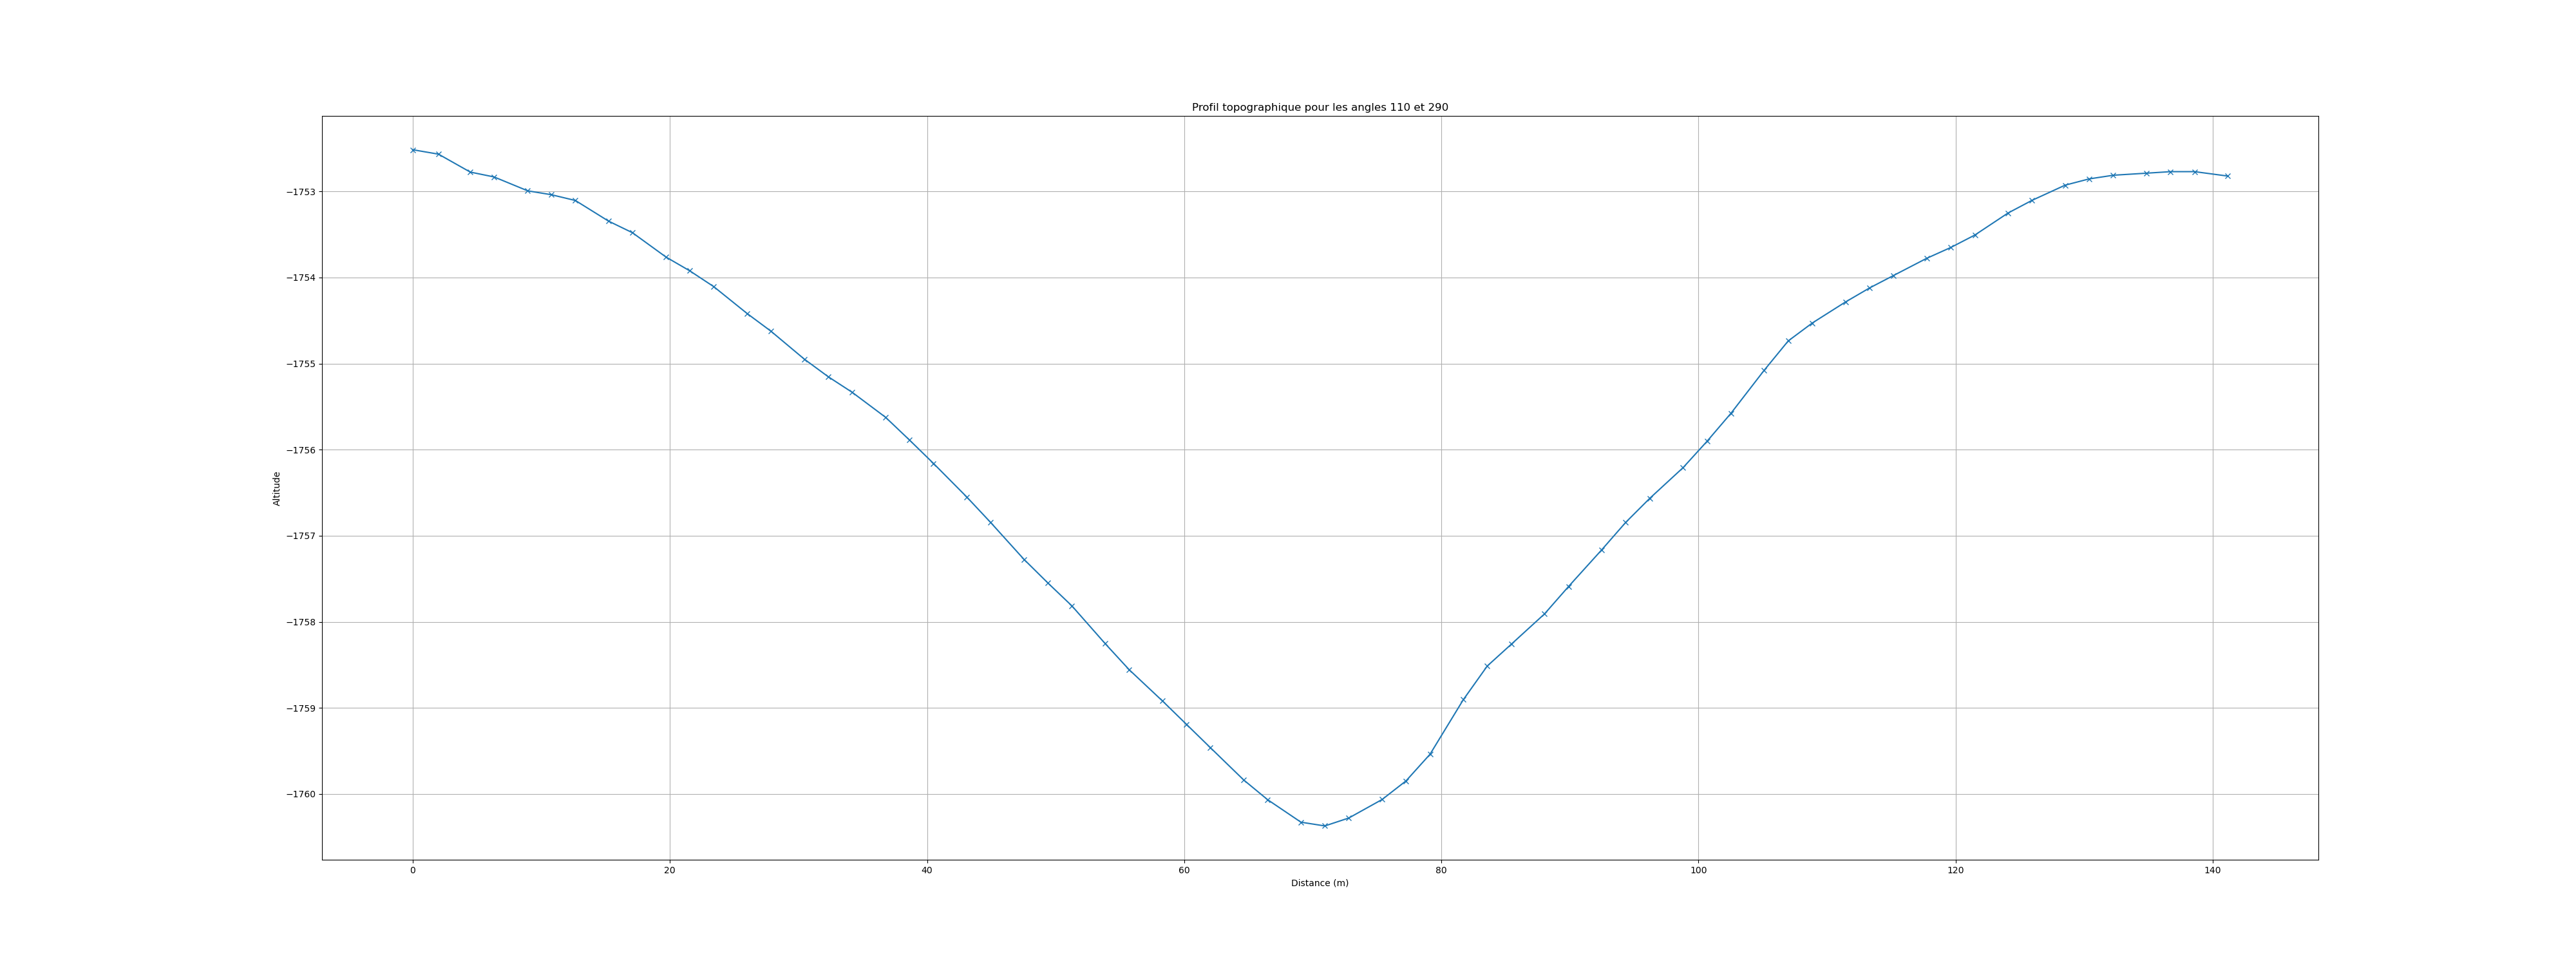 Profil topographique pour les angles 110 et 290
−1753
−1754
−1755
−1756
−1757
−1758
−1759
−1760
Altitude
0 20 40 60 80 100 120 140
Distance (m)